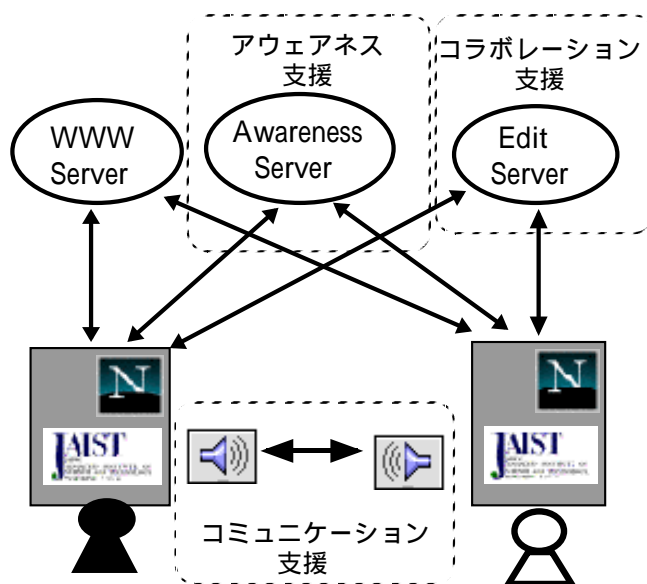 アウェアネス
支援
コラボレーション
支援
WWW
Server
Awareness
Server
Edit
Server
N
N
JAIST
JAIST
コミュニケーション
支援